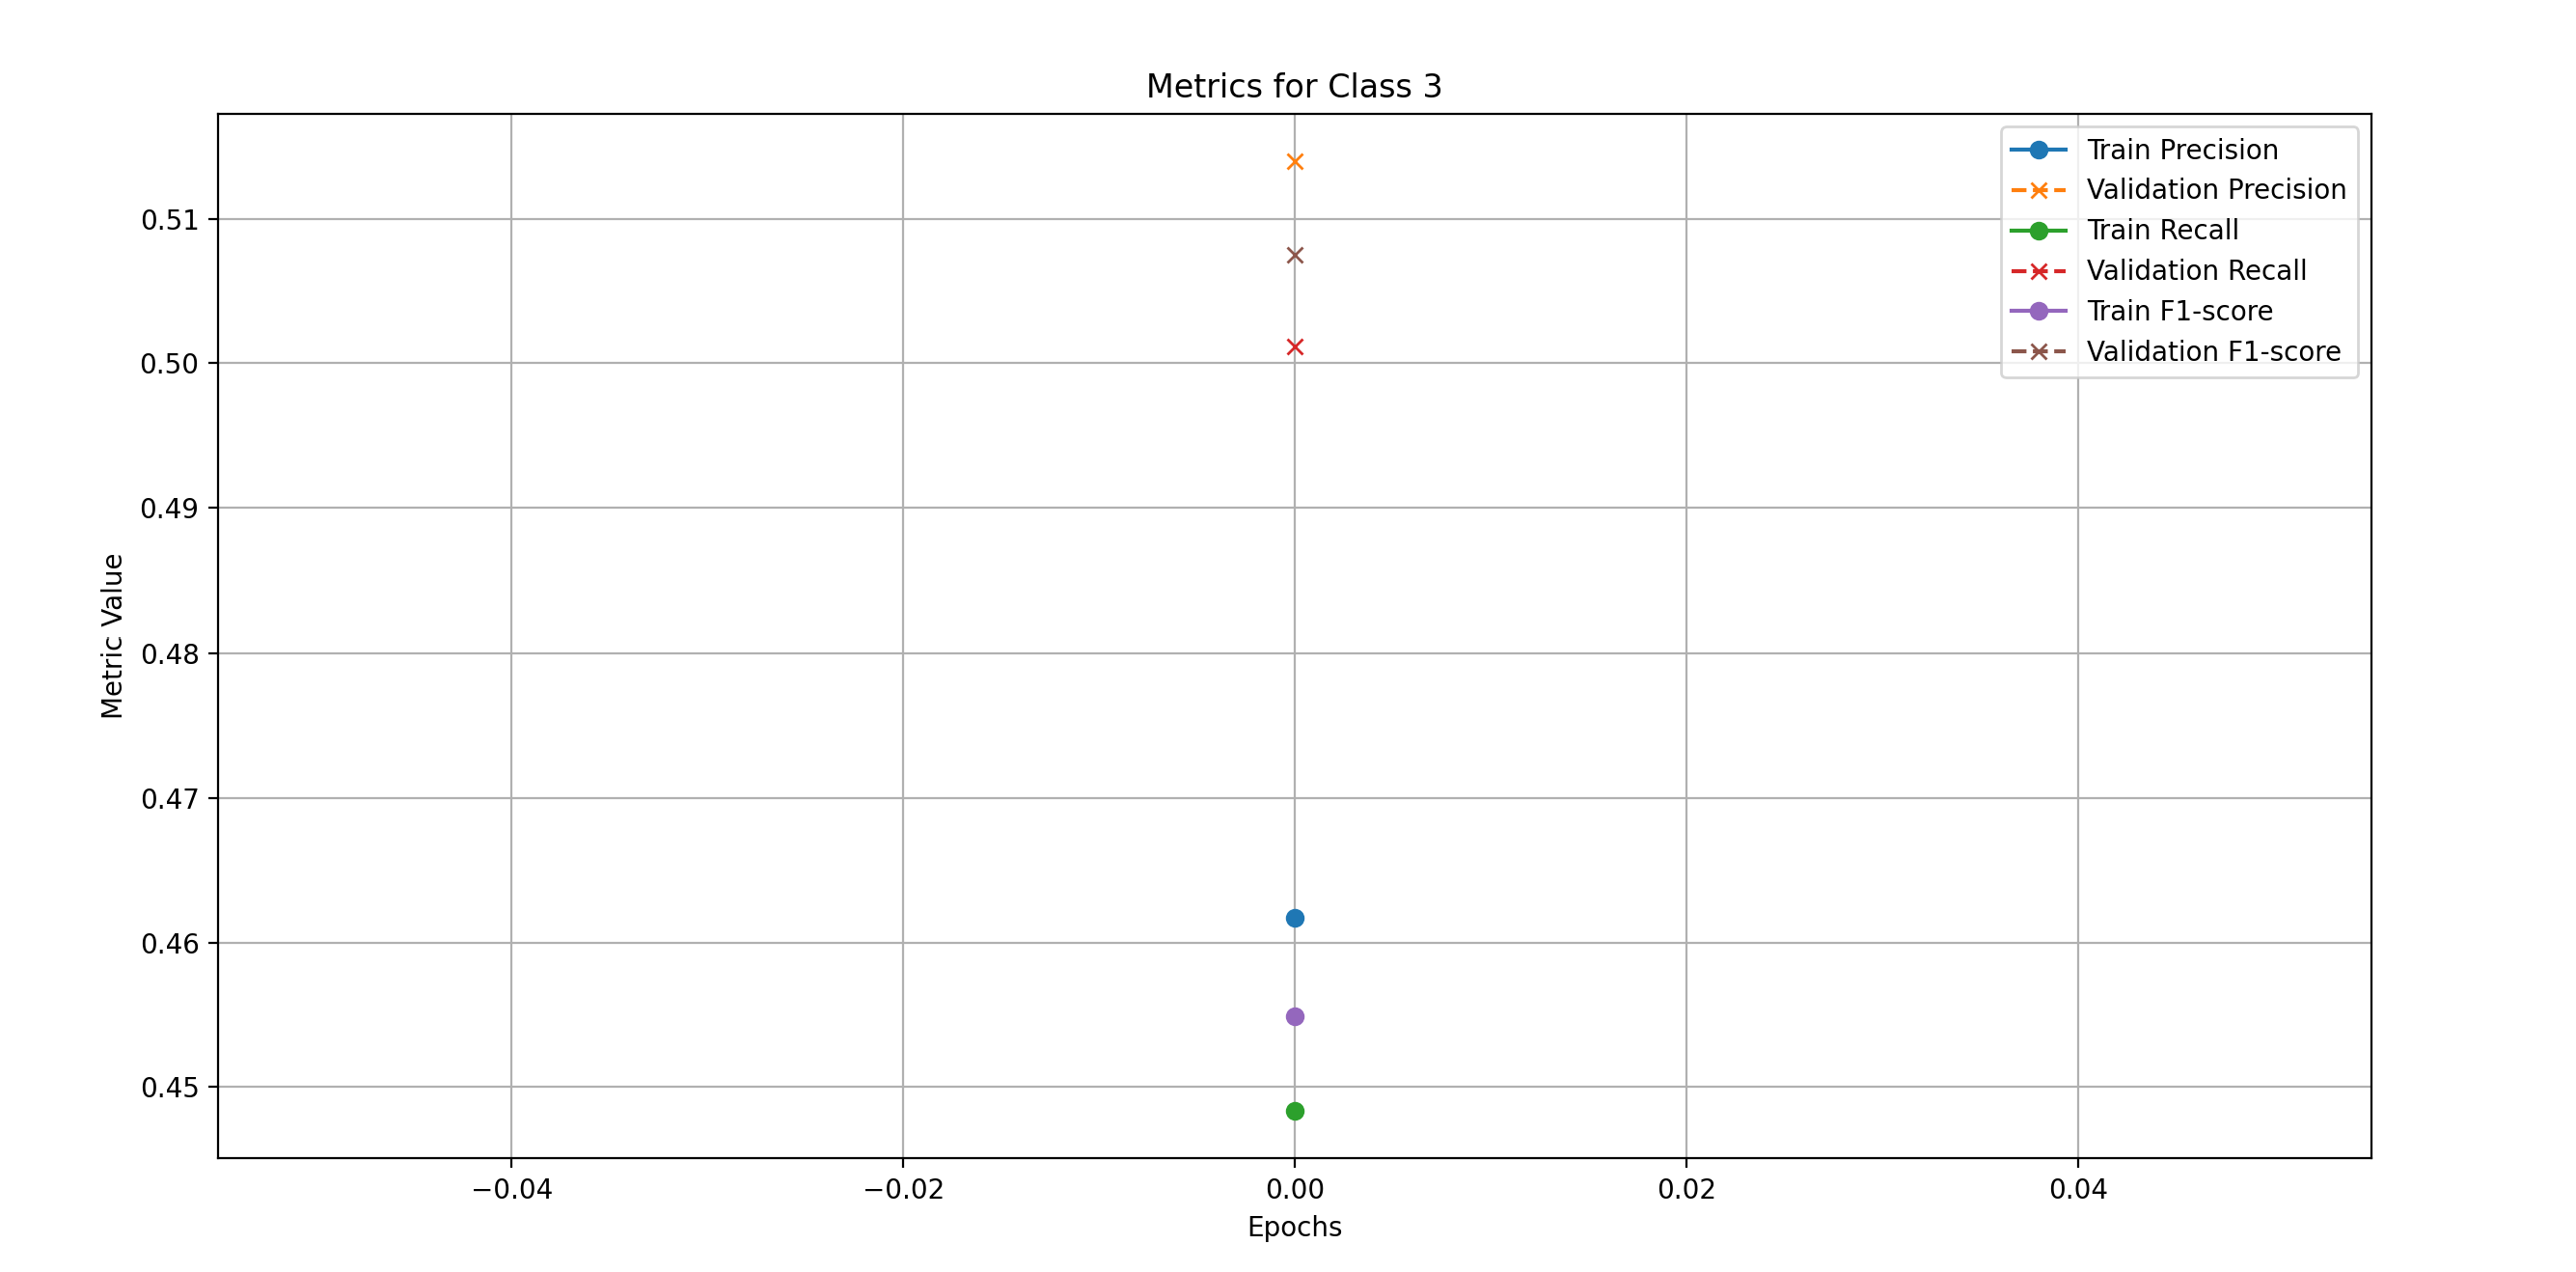 Metrics for Class 3
Train Precision
Validation Precision
Train Recall
Validation Recall
Train F1-score
Validation F1-score
0.51
0.50
0.49
0.48
0.47
0.46
0.45
Metric Value
−0.04
−0.02
0.00
0.02
0.04
Epochs